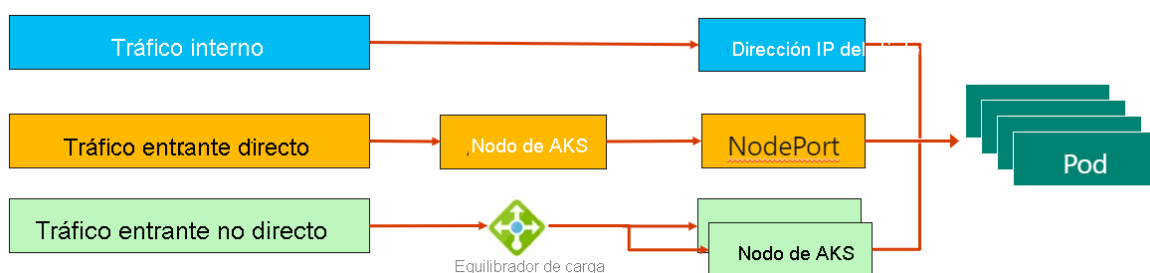 Tráfico interno
Dirección IP del
Tráfico entrante directo
Nodo de AKS
NodePort
Pod
Tráfico entrante no directo
Nodo de AKS
Equilibrador de carga